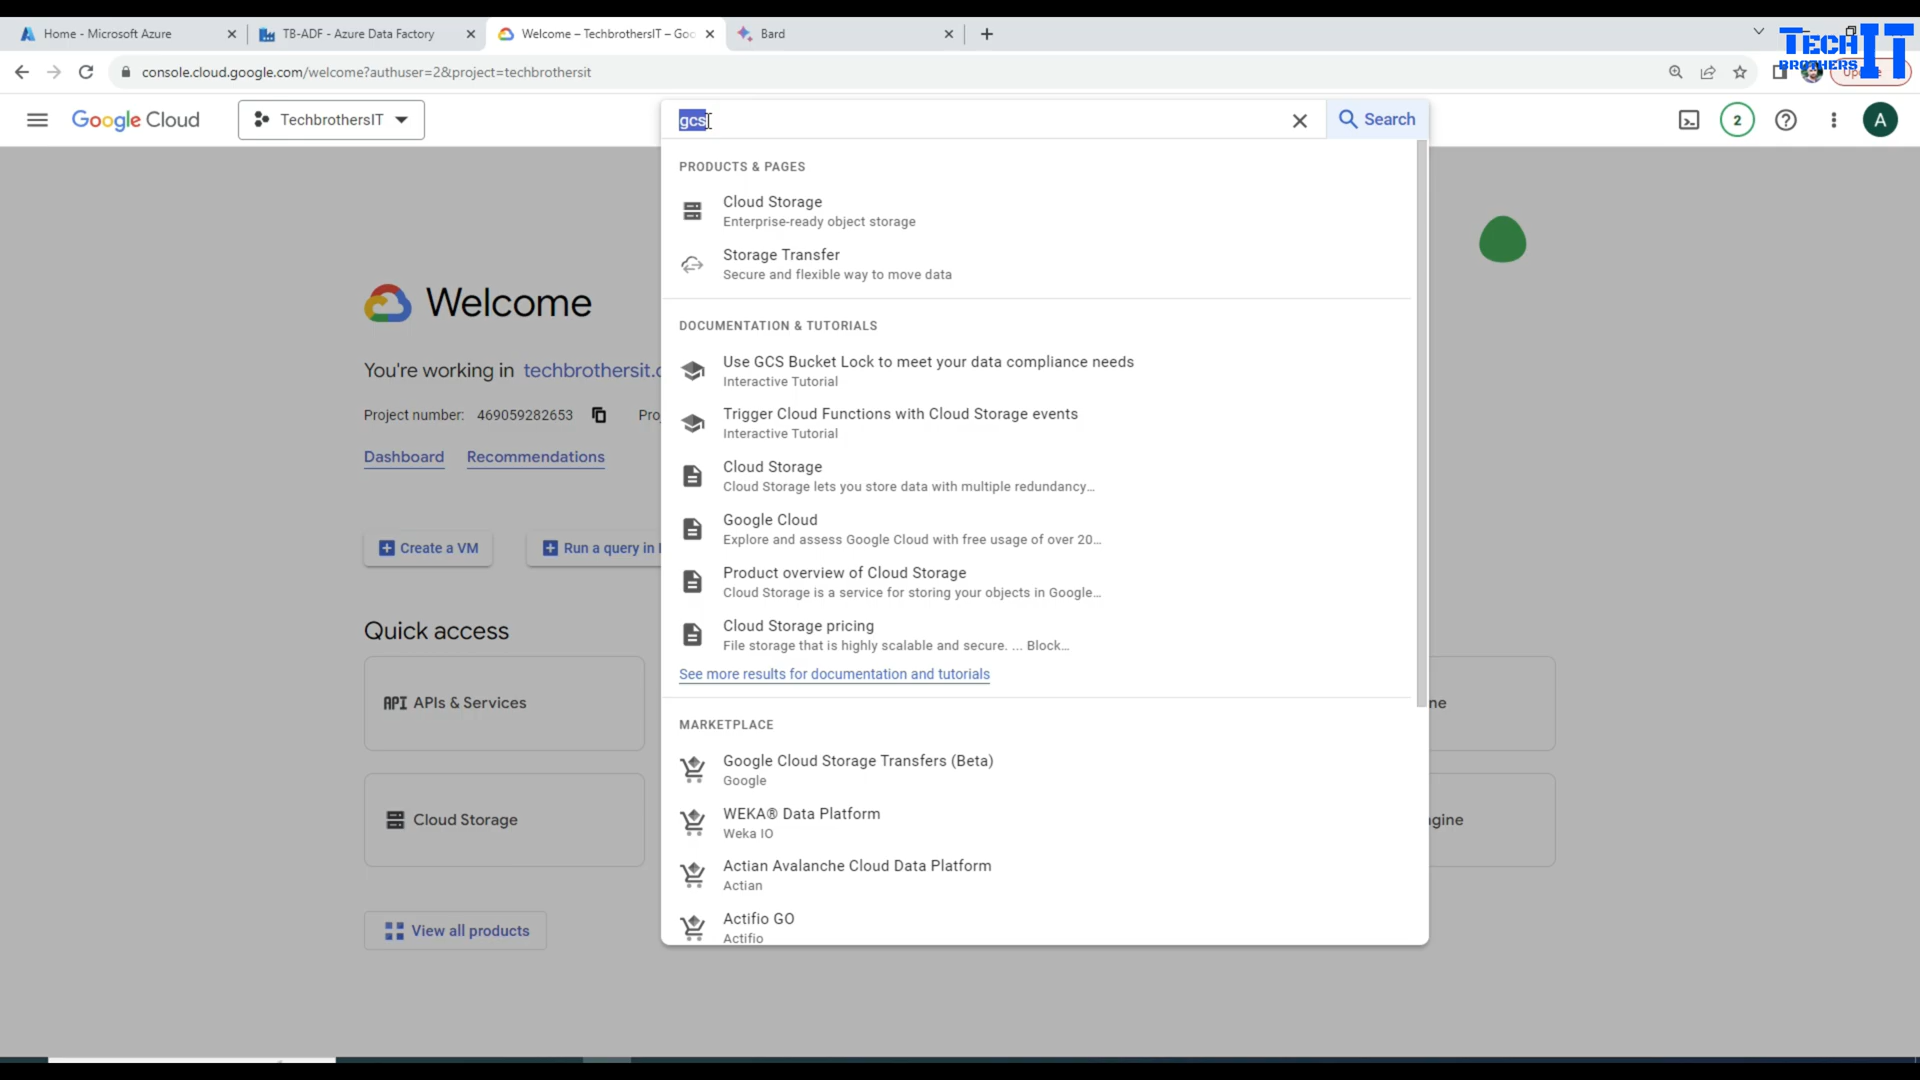 Home - Microsoft Azure
TB-ADF - Azure Data Factory
Welcome – TechbrothersIT – Goo
Bard
TECH IT
BROTHERS
console.cloud.google.com/welcome?authuser=2&project=techbrothersit
Google Cloud
TechbrothersIT
gcs
Search
2
A
PRODUCTS & PAGES
Cloud Storage
Enterprise-ready object storage
Storage Transfer
Secure and flexible way to move data
DOCUMENTATION & TUTORIALS
Use GCS Bucket Lock to meet your data compliance needs
Interactive Tutorial
Trigger Cloud Functions with Cloud Storage events
Interactive Tutorial
Cloud Storage
Cloud Storage lets you store data with multiple redundancy…
Google Cloud
Explore and assess Google Cloud with free usage of over 20…
Product overview of Cloud Storage
Cloud Storage is a service for storing your objects in Google…
Cloud Storage pricing
File storage that is highly scalable and secure. ... Block…
See more results for documentation and tutorials
MARKETPLACE
Google Cloud Storage Transfers (Beta)
Google
WEKA® Data Platform
Weka IO
Actian Avalanche Cloud Data Platform
Actian
Actifio GO
Actifio
Welcome
You're working in techbrothersit.c
Project number: 469059282653 Pro
Dashboard Recommendations
Create a VM
Run a query in
Quick access
API APIs & Services
ne
Cloud Storage
gine
View all products